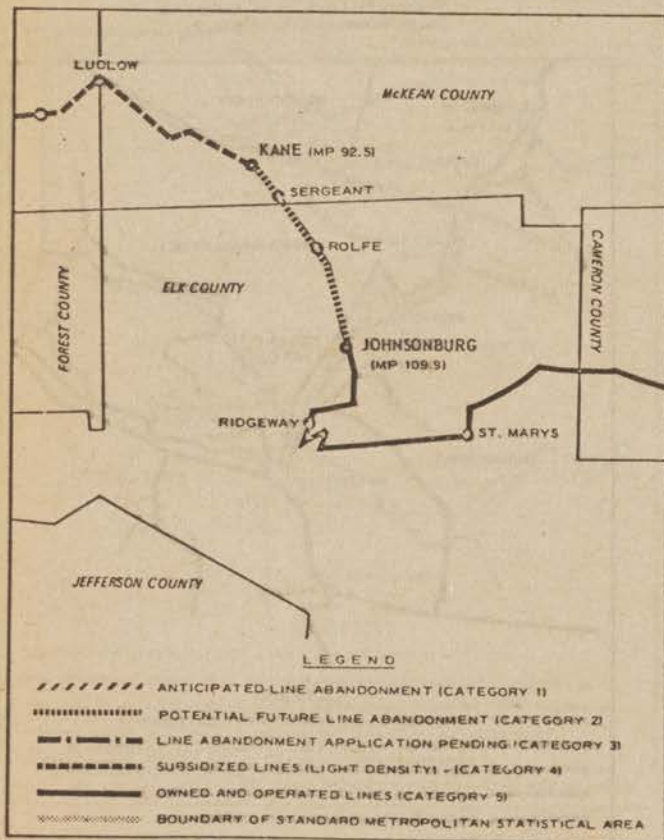 LUDLOW
McKEAN COUNTY
KANE (MP 92.5)
SERGEANT
ROLFE
CAMERON COUNTY
FOREST COUNTY
ELK COUNTY
JOHNSONBURG
(MP 109.9)
RIDGEWAY
ST. MARYS
JEFFERSON COUNTY
LEGEND
ANTICIPATED LINE ABANDONMENT (CATEGORY 1)
POTENTIAL FUTURE LINE ABANDONMENT (CATEGORY 2)
LINE ABANDONMENT APPLICATION PENDING (CATEGORY 3)
SUBSIDIZED LINES (LIGHT DENSITY) - (CATEGORY 4)
OWNED AND OPERATED LINES (CATEGORY 5)
BOUNDARY OF STANDARD METROPOLITAN STATISTICAL AREA